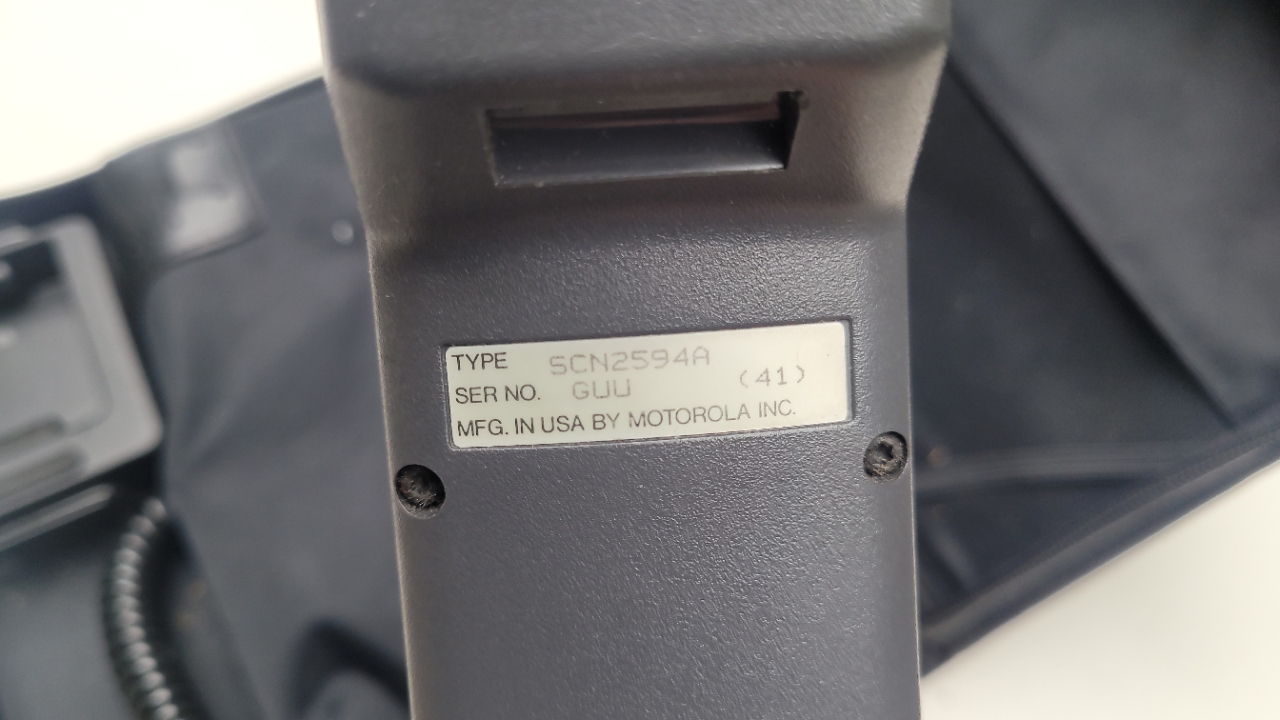 TYPE SCN2594A
SER NO. GUU (41)
MFG. IN USA BY MOTOROLA INC.